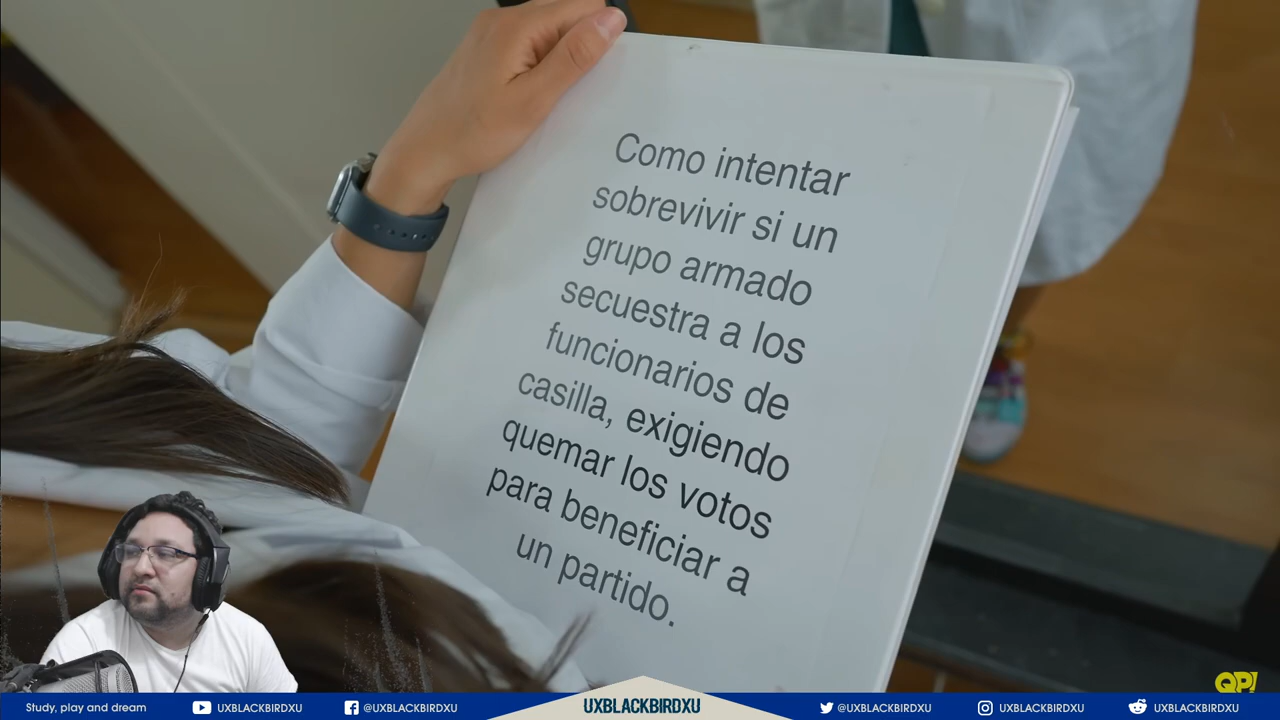 Como intentar
sobrevivir si un
grupo armado
secuestra a los
funcionarios de
casilla, exigiendo
quemar los votos
para beneficiar a
un partido.
QP!
Study, play and dream
UXBLACKBIRDXU
@UXBLACKBIRDXU
UXBLACKBIRDXU
@UXBLACKBIRDXU
UXBLACKBIRDXU
@UXBLACKBIRDXU